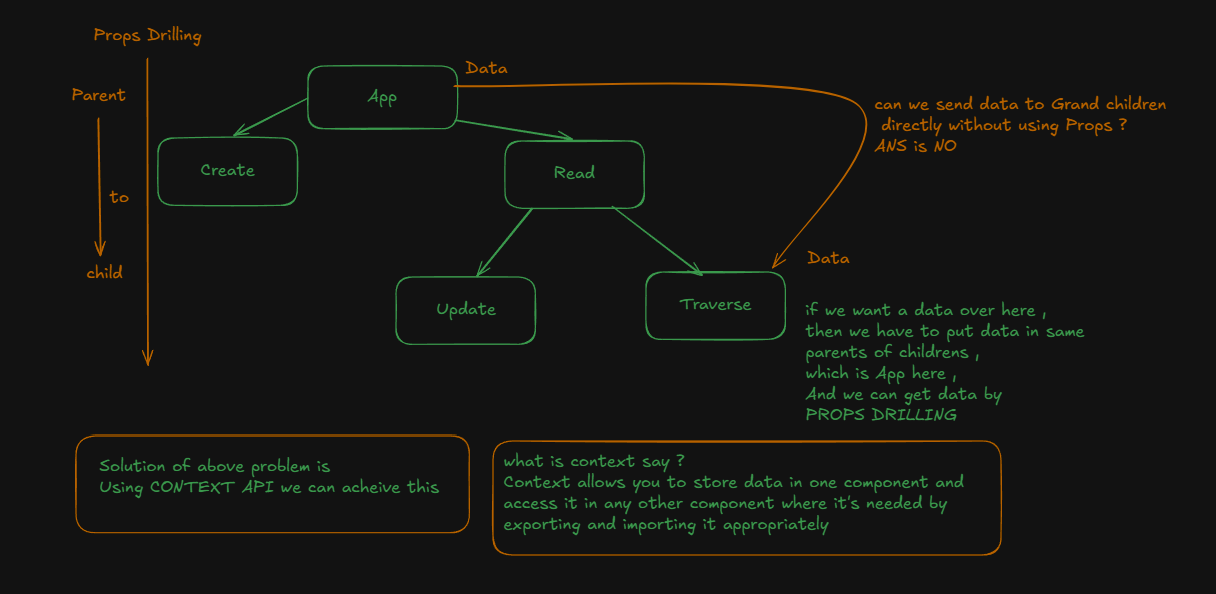 Props Drilling
Data
App
Parent
can we send data to Grand children
directly without using Props ?
ANS is NO
Create
Read
to
child
Data
Update
Traverse
if we want a data over here ,
then we have to put data in same
parents of childrens ,
which is App here ,
And we can get data by
PROPS DRILLING
Solution of above problem is
Using CONTEXT API we can acheive this
what is context say ?
Context allows you to store data in one component and
access it in any other component where it's needed by
exporting and importing it appropriately